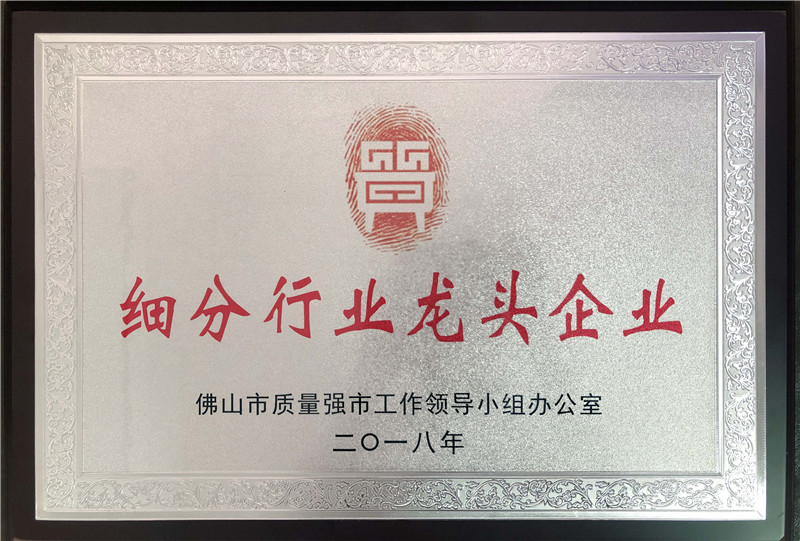 質
细分行业龙头企业
佛山市质量强市工作领导小组办公室
二〇一八年